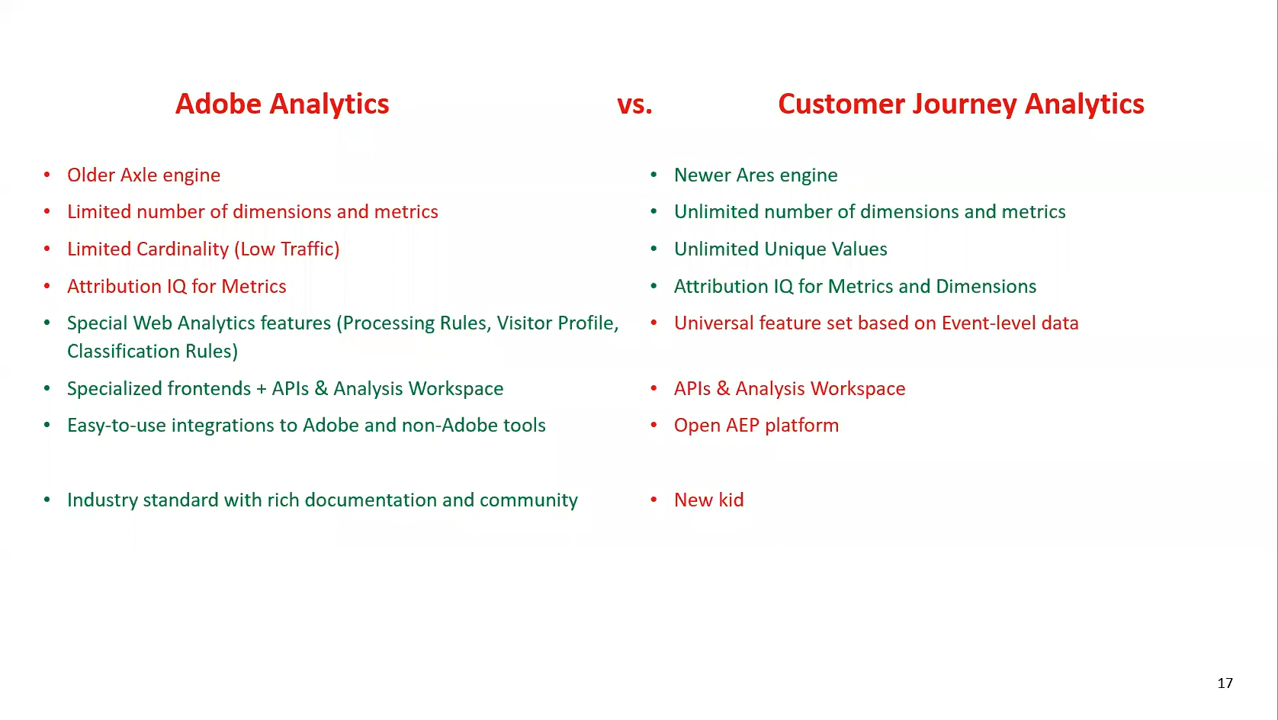 Adobe Analytics vs. Customer Journey Analytics
• Older Axle engine
• Limited number of dimensions and metrics
• Limited Cardinality (Low Traffic)
• Attribution IQ for Metrics
• Special Web Analytics features (Processing Rules, Visitor Profile,
Classification Rules)
• Specialized frontends + APIs & Analysis Workspace
• Easy-to-use integrations to Adobe and non-Adobe tools
• Industry standard with rich documentation and community
• Newer Ares engine
• Unlimited number of dimensions and metrics
• Unlimited Unique Values
• Attribution IQ for Metrics and Dimensions
• Universal feature set based on Event-level data
• APIs & Analysis Workspace
• Open AEP platform
• New kid
17